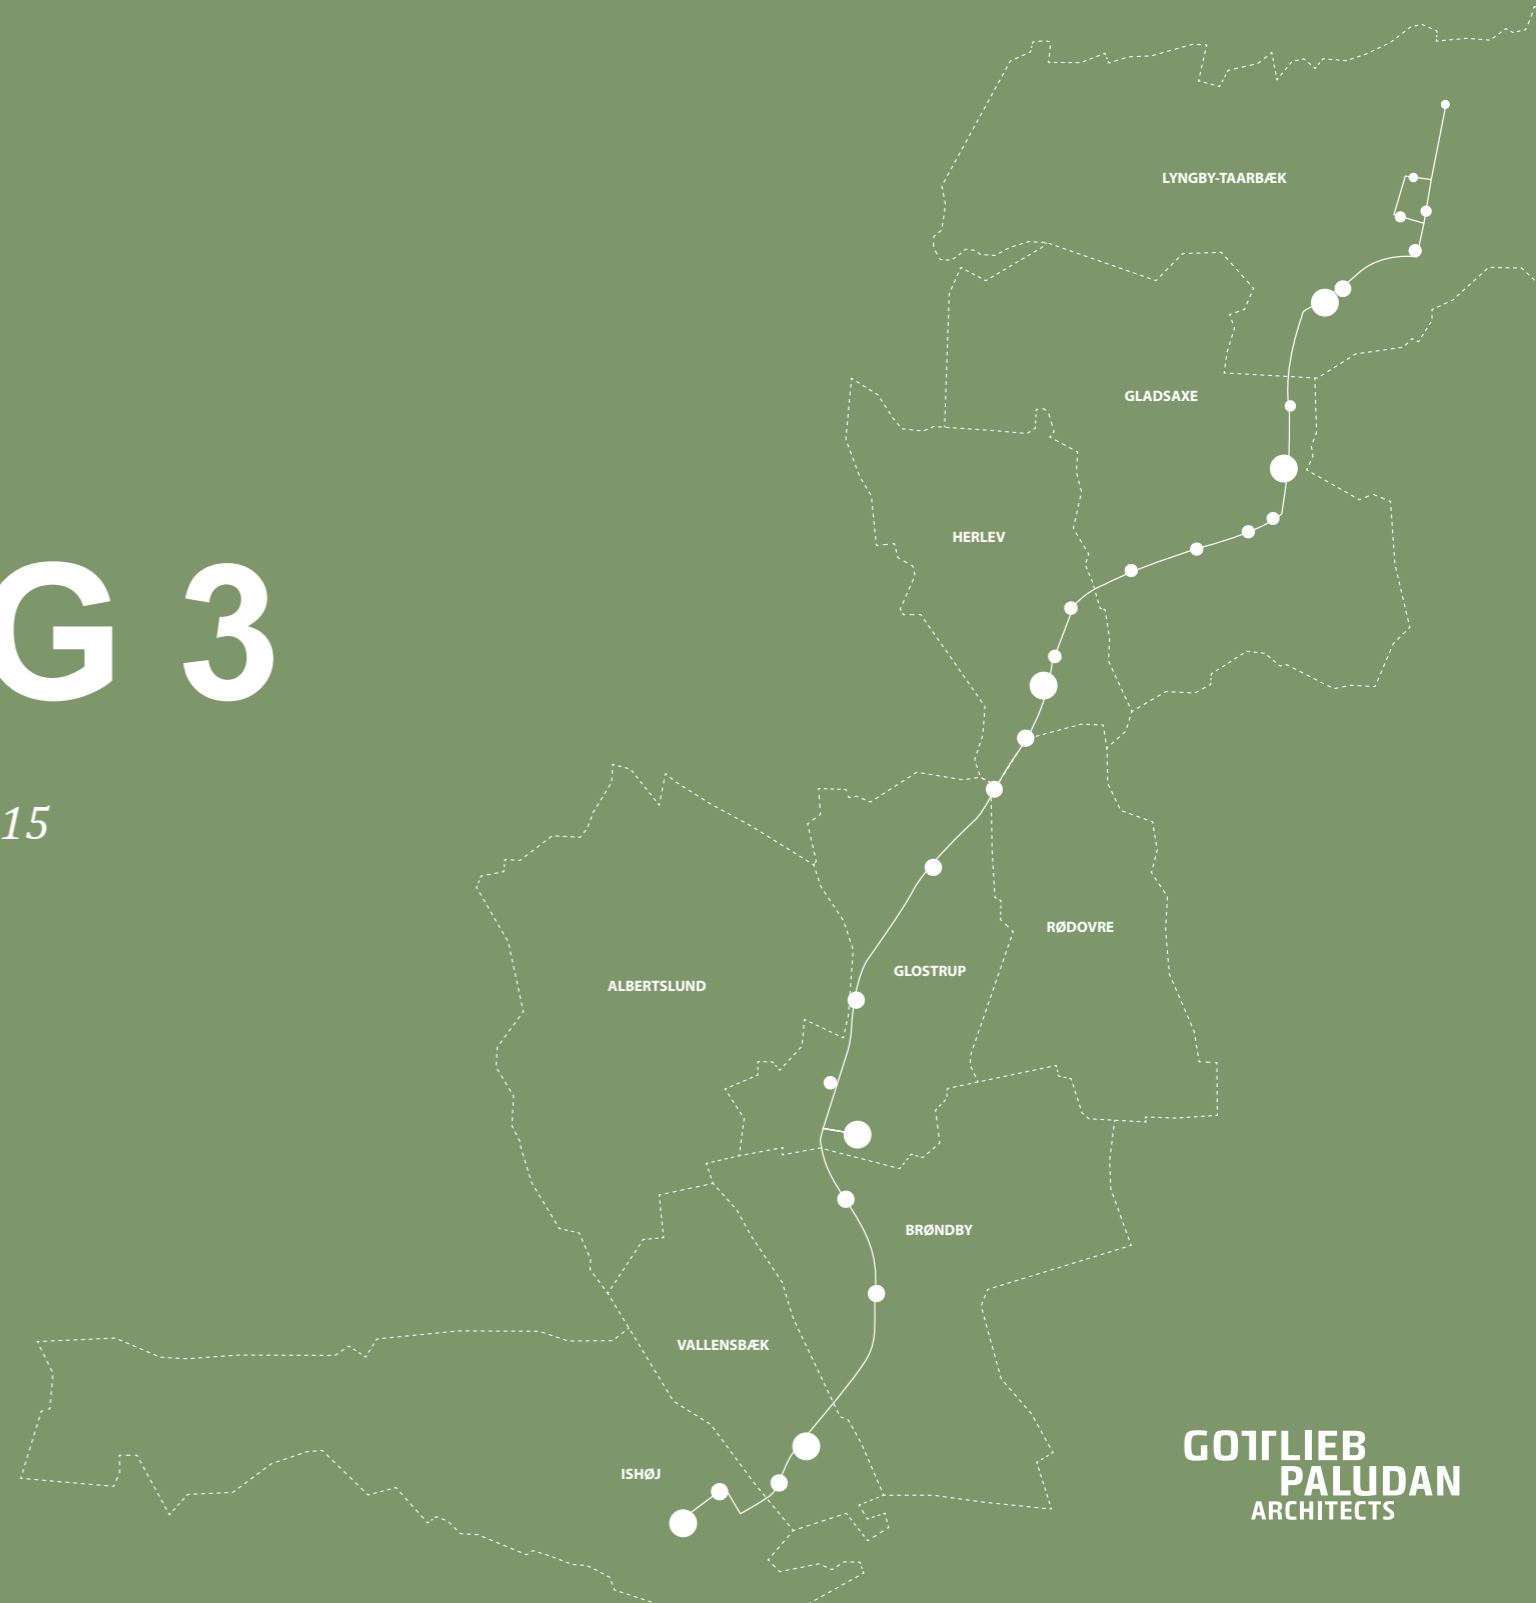 LYNGBY-TAARBÆK
GLADSAXE
HERLEV
G 3
15
RØDOVRE
GLOSTRUP
ALBERTSLUND
BRØNDBY
VALLENSBÆK
ISHØJ
GOTTLIEB
PALUDAN
ARCHITECTS